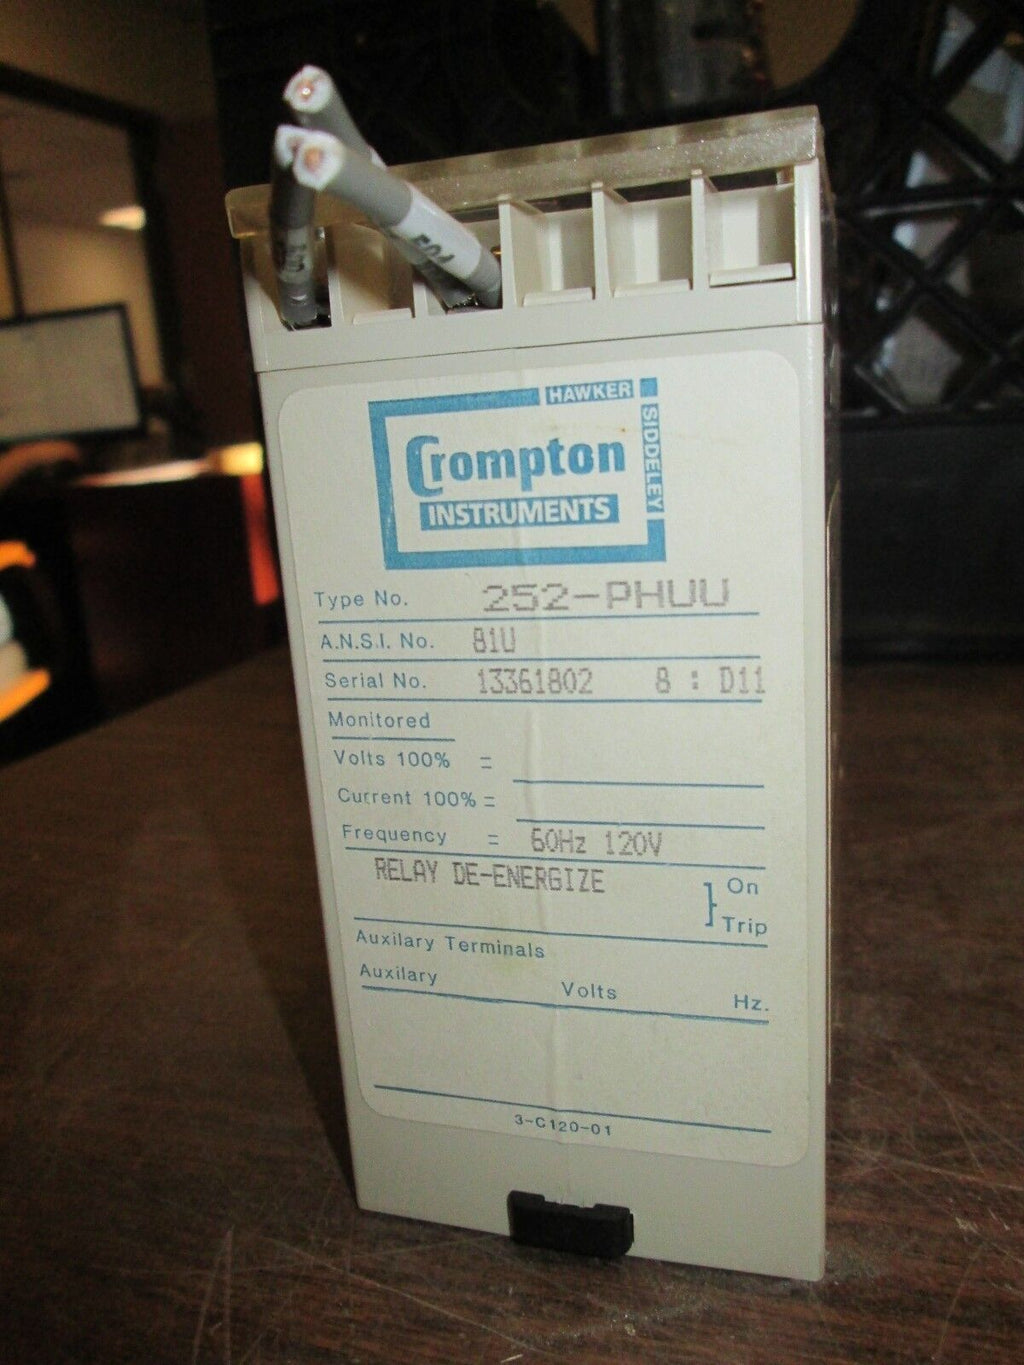 HAWKER
SIDDELEY
Crompton
INSTRUMENTS
Type No. 252-PHUU
A.N.S.I. No. 81U
Serial No. 13361802 8 : D11
Monitored
Volts 100% =
Current 100% =
Frequency = 60Hz 120V
RELAY DE-ENERGIZE } On
Trip
Auxilary Terminals
Auxilary Volts Hz.
3-C120-01